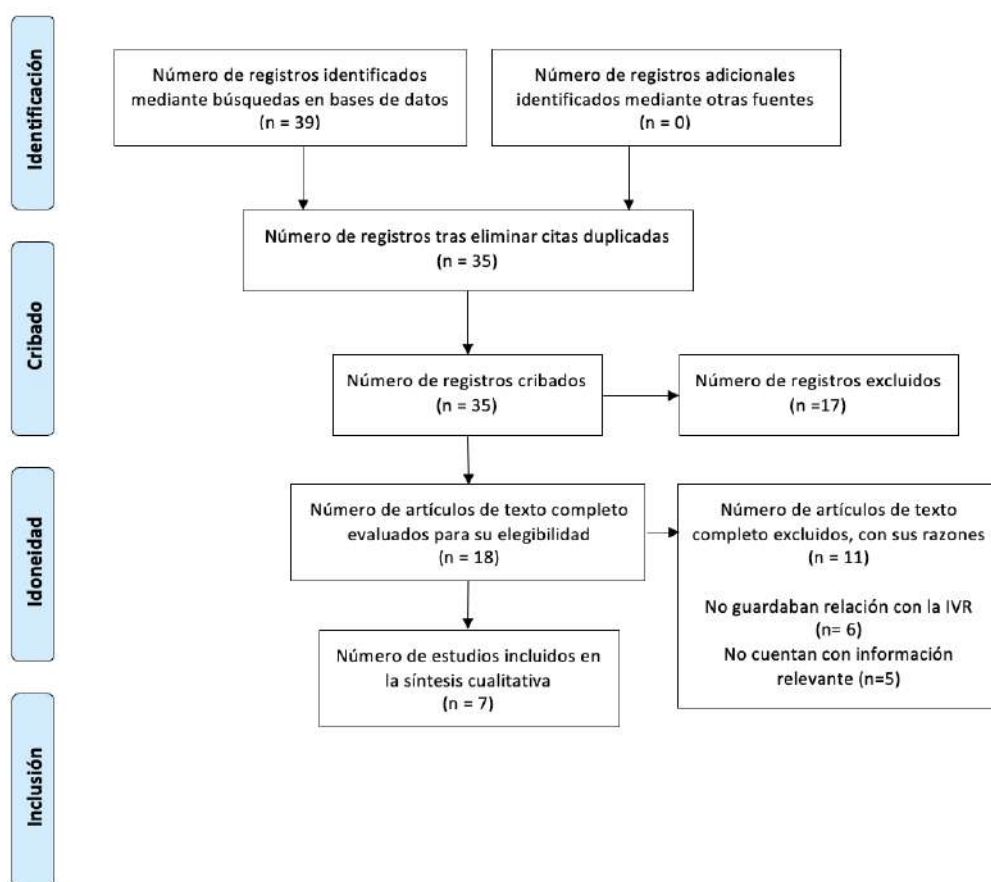 Identificación
Número de registros identificados
mediante búsquedas en bases de datos
(n = 39)
Número de registros adicionales
identificados mediante otras fuentes
(n = 0)
Número de registros tras eliminar citas duplicadas
(n = 35)
Cribado
Número de registros cribados
(n = 35)
Número de registros excluidos
(n =17)
Idoneidad
Número de artículos de texto completo
evaluados para su elegibilidad
(n = 18)
Número de artículos de texto
completo excluidos, con sus razones
(n = 11)
No guardaban relación con la IVR
(n= 6)
No cuentan con información
relevante (n=5)
Número de estudios incluidos en
la síntesis cualitativa
(n = 7)
Inclusión